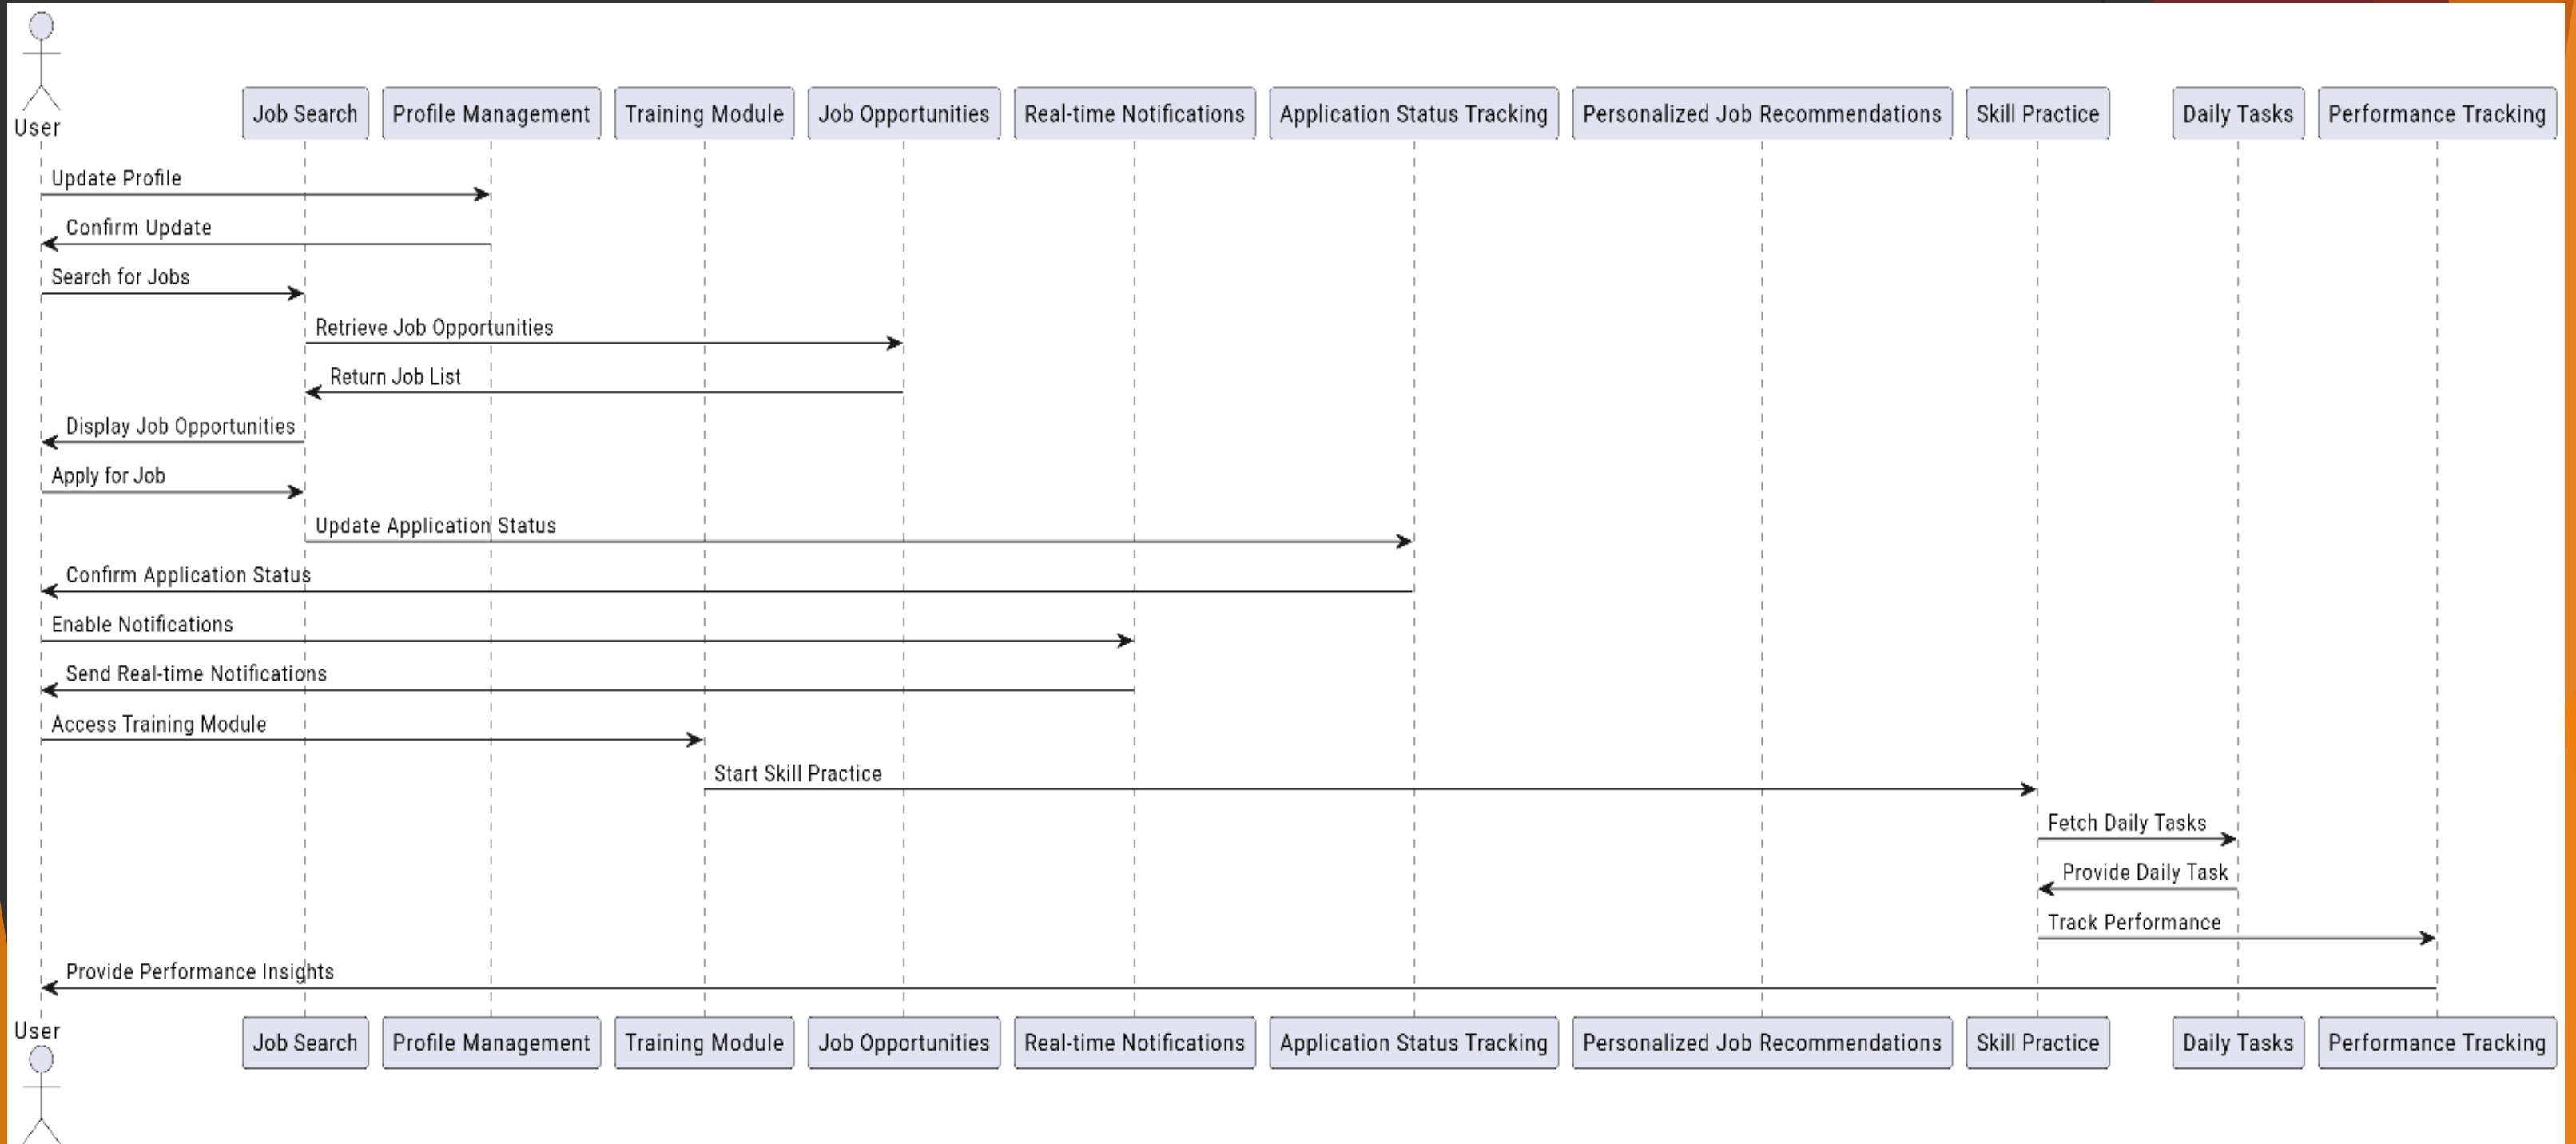 User
Job Search
Profile Management
Training Module
Job Opportunities
Real-time Notifications
Application Status Tracking
Personalized Job Recommendations
Skill Practice
Daily Tasks
Performance Tracking
Update Profile
Confirm Update
Search for Jobs
Retrieve Job Opportunities
Return Job List
Display Job Opportunities
Apply for Job
Update Application Status
Confirm Application Status
Enable Notifications
Send Real-time Notifications
Access Training Module
Start Skill Practice
Fetch Daily Tasks
Provide Daily Task
Track Performance
Provide Performance Insights
User
Job Search
Profile Management
Training Module
Job Opportunities
Real-time Notifications
Application Status Tracking
Personalized Job Recommendations
Skill Practice
Daily Tasks
Performance Tracking